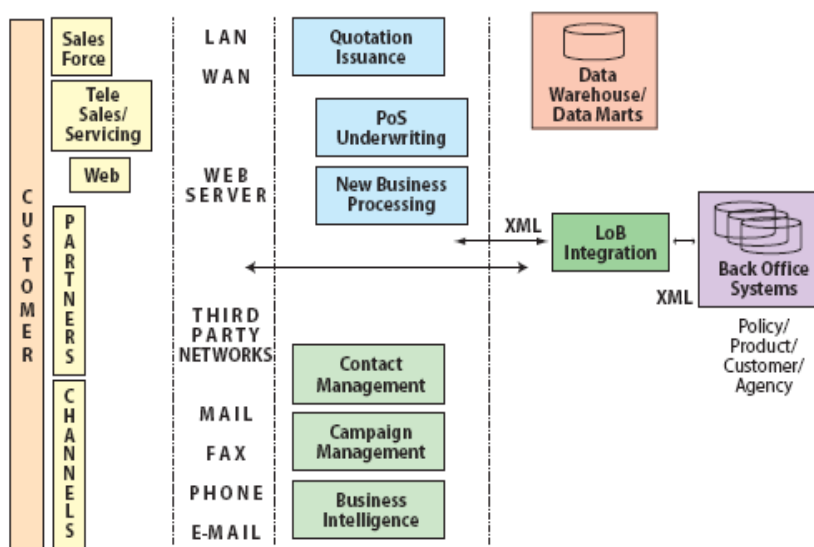 CUSTOMER
Sales
Force
Tele
Sales/
Servicing
Web
PARTNERS
CHANNELS
LAN
WAN
WEB
SERVER
THIRD
PARTY
NETWORKS
MAIL
FAX
PHONE
E-MAIL
Quotation
Issuance
PoS
Underwriting
New Business
Processing
Contact
Management
Campaign
Management
Business
Intelligence
Data
Warehouse/
Data Marts
XML
LoB
Integration
XML
Back Office
Systems
Policy/
Product/
Customer/
Agency